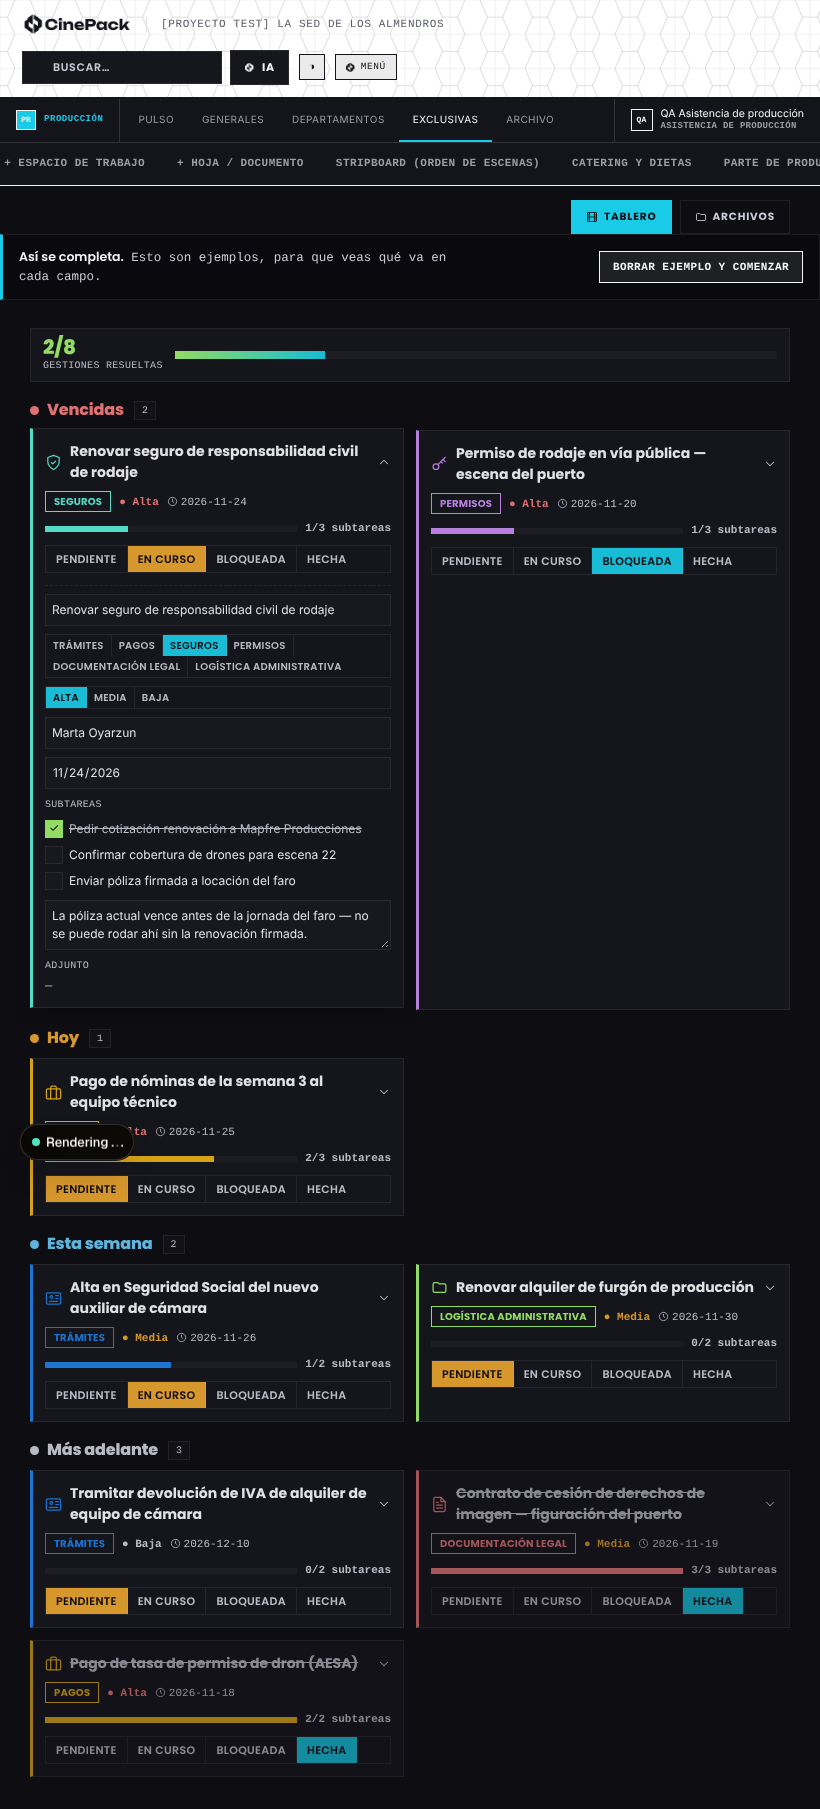 CinePack
[PROYECTO TEST] LA SED DE LOS ALMENDROS
BUSCAR…
IA
MENÚ
PR
PRODUCCIÓN
PULSO
GENERALES
DEPARTAMENTOS
EXCLUSIVAS
ARCHIVO
QA
QA Asistencia de producción
ASISTENCIA DE PRODUCCIÓN
+ ESPACIO DE TRABAJO
+ HOJA / DOCUMENTO
STRIPBOARD (ORDEN DE ESCENAS)
CATERING Y DIETAS
PARTE DE PRODU
TABLERO
ARCHIVOS
Así se completa. Esto son ejemplos, para que veas qué va en
cada campo.
BORRAR EJEMPLO Y COMENZAR
2/8
GESTIONES RESUELTAS
Vencidas 2
Renovar seguro de responsabilidad civil
de rodaje
SEGUROS
Alta
2026-11-24
1/3 subtareas
PENDIENTE
EN CURSO
BLOQUEADA
HECHA
Renovar seguro de responsabilidad civil de rodaje
TRÁMITES
PAGOS
SEGUROS
PERMISOS
DOCUMENTACIÓN LEGAL
LOGÍSTICA ADMINISTRATIVA
ALTA
MEDIA
BAJA
Marta Oyarzun
11/24/2026
SUBTAREAS
Pedir cotización renovación a Mapfre Producciones
Confirmar cobertura de drones para escena 22
Enviar póliza firmada a locación del faro
La póliza actual vence antes de la jornada del faro — no
se puede rodar ahí sin la renovación firmada.
ADJUNTO
—
Permiso de rodaje en vía pública —
escena del puerto
PERMISOS
Alta
2026-11-20
1/3 subtareas
PENDIENTE
EN CURSO
BLOQUEADA
HECHA
Hoy 1
Pago de nóminas de la semana 3 al
equipo técnico
lta
2026-11-25
Rendering ...
2/3 subtareas
PENDIENTE
EN CURSO
BLOQUEADA
HECHA
Esta semana 2
Alta en Seguridad Social del nuevo
auxiliar de cámara
TRÁMITES
Media
2026-11-26
1/2 subtareas
PENDIENTE
EN CURSO
BLOQUEADA
HECHA
Renovar alquiler de furgón de producción
LOGÍSTICA ADMINISTRATIVA
Media
2026-11-30
0/2 subtareas
PENDIENTE
EN CURSO
BLOQUEADA
HECHA
Más adelante 3
Tramitar devolución de IVA de alquiler de
equipo de cámara
TRÁMITES
Baja
2026-12-10
0/2 subtareas
PENDIENTE
EN CURSO
BLOQUEADA
HECHA
Contrato de cesión de derechos de
imagen — figuración del puerto
DOCUMENTACIÓN LEGAL
Media
2026-11-19
3/3 subtareas
PENDIENTE
EN CURSO
BLOQUEADA
HECHA
Pago de tasa de permiso de dron (AESA)
PAGOS
Alta
2026-11-18
2/2 subtareas
PENDIENTE
EN CURSO
BLOQUEADA
HECHA